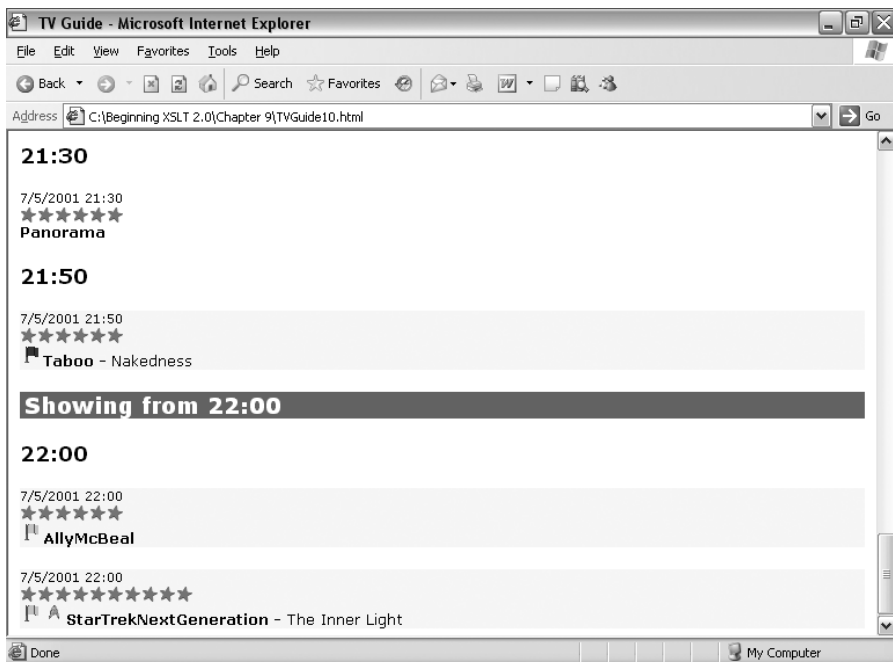 TV Guide - Microsoft Internet Explorer
File Edit View Favorites Tools Help
Back Search Favorites
Address C:\Beginning XSLT 2.0\Chapter 9\TVGuide10.html Go
21:30
7/5/2001 21:30
Panorama
21:50
7/5/2001 21:50
Taboo - Nakedness
Showing from 22:00
22:00
7/5/2001 22:00
AllyMcBeal
7/5/2001 22:00
StarTrekNextGeneration - The Inner Light
Done My Computer